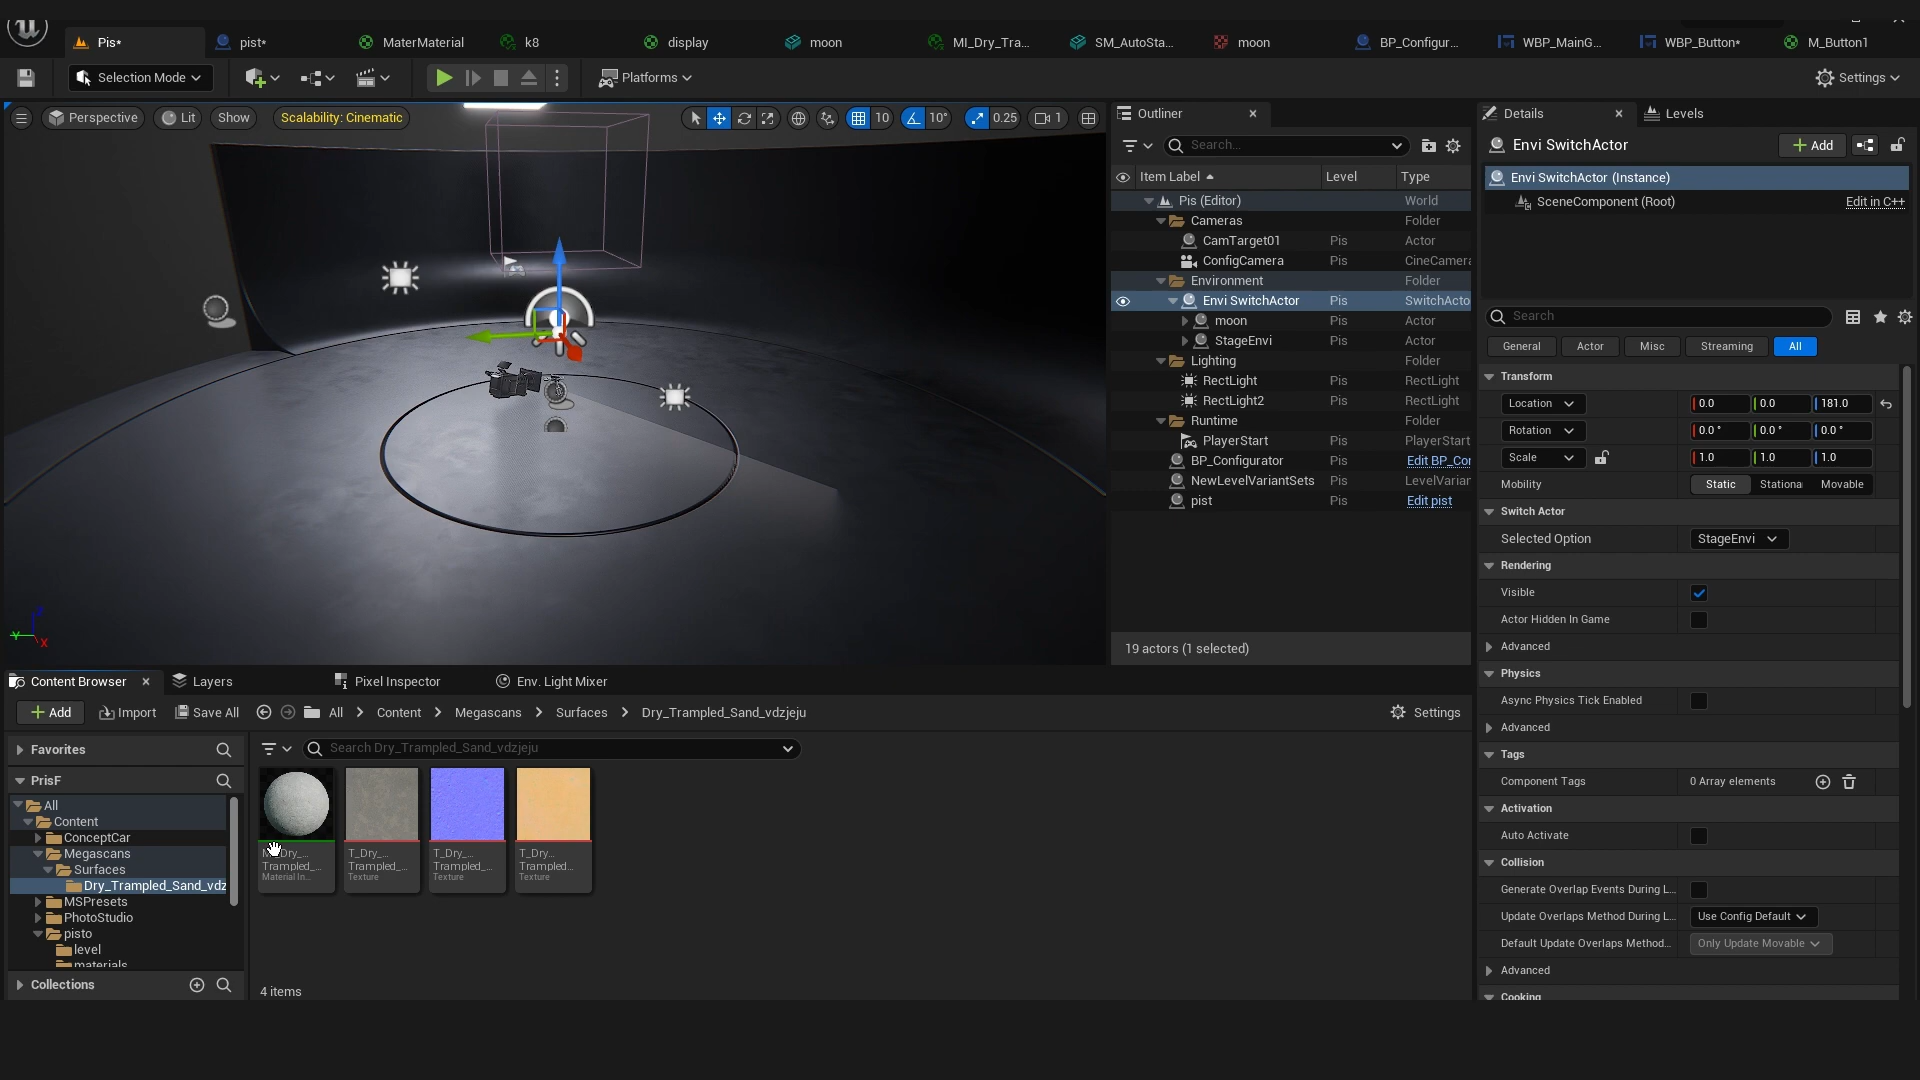 Pis*
pist*
MaterMaterial
k8
display
moon
MI_Dry_Tra...
SM_AutoSta...
moon
BP_Configur...
WBP_MainG...
WBP_Button*
M_Button1
Selection Mode
Platforms
Settings
Perspective
Lit
Show
Scalability: Cinematic
10
10°
0.25
1
Outliner
Search...
Item Label
Level
Type
Pis (Editor)
World
Cameras
Folder
CamTarget01
Pis
Actor
ConfigCamera
Pis
CineCamera
Environment
Folder
Envi SwitchActor
Pis
SwitchActo
moon
Pis
Actor
StageEnvi
Pis
Actor
Lighting
Folder
RectLight
Pis
RectLight
RectLight2
Pis
RectLight
Runtime
Folder
PlayerStart
Pis
PlayerStart
BP_Configurator
Pis
Edit BP_Con
NewLevelVariantSets
Pis
LevelVarian
pist
Pis
Edit pist
19 actors (1 selected)
Details
Levels
Envi SwitchActor
Add
Envi SwitchActor (Instance)
SceneComponent (Root)
Edit in C++
Search
General
Actor
Misc
Streaming
All
Transform
Location
0.0
0.0
181.0
Rotation
0.0 °
0.0 °
0.0 °
Scale
1.0
1.0
1.0
Mobility
Static
Stationa
Movable
Switch Actor
Selected Option
StageEnvi
Rendering
Visible
Actor Hidden In Game
Advanced
Physics
Async Physics Tick Enabled
Advanced
Tags
Component Tags
0 Array elements
Activation
Auto Activate
Collision
Generate Overlap Events During L...
Update Overlaps Method During L...
Use Config Default
Default Update Overlaps Method...
Only Update Movable
Advanced
Cooking
Content Browser
Layers
Pixel Inspector
Env. Light Mixer
Add
Import
Save All
All
Content
Megascans
Surfaces
Dry_Trampled_Sand_vdzjeju
Settings
Favorites
PrisF
All
Content
ConceptCar
Megascans
Surfaces
Dry_Trampled_Sand_vdz
MSPresets
PhotoStudio
pisto
level
materials
Collections
Search Dry_Trampled_Sand_vdzjeju
Dry_...
Trampled_...
Material In...
T_Dry_...
Trampled_...
Texture
T_Dry_...
Trampled_...
Texture
T_Dry...
Trampled...
Texture
4 items